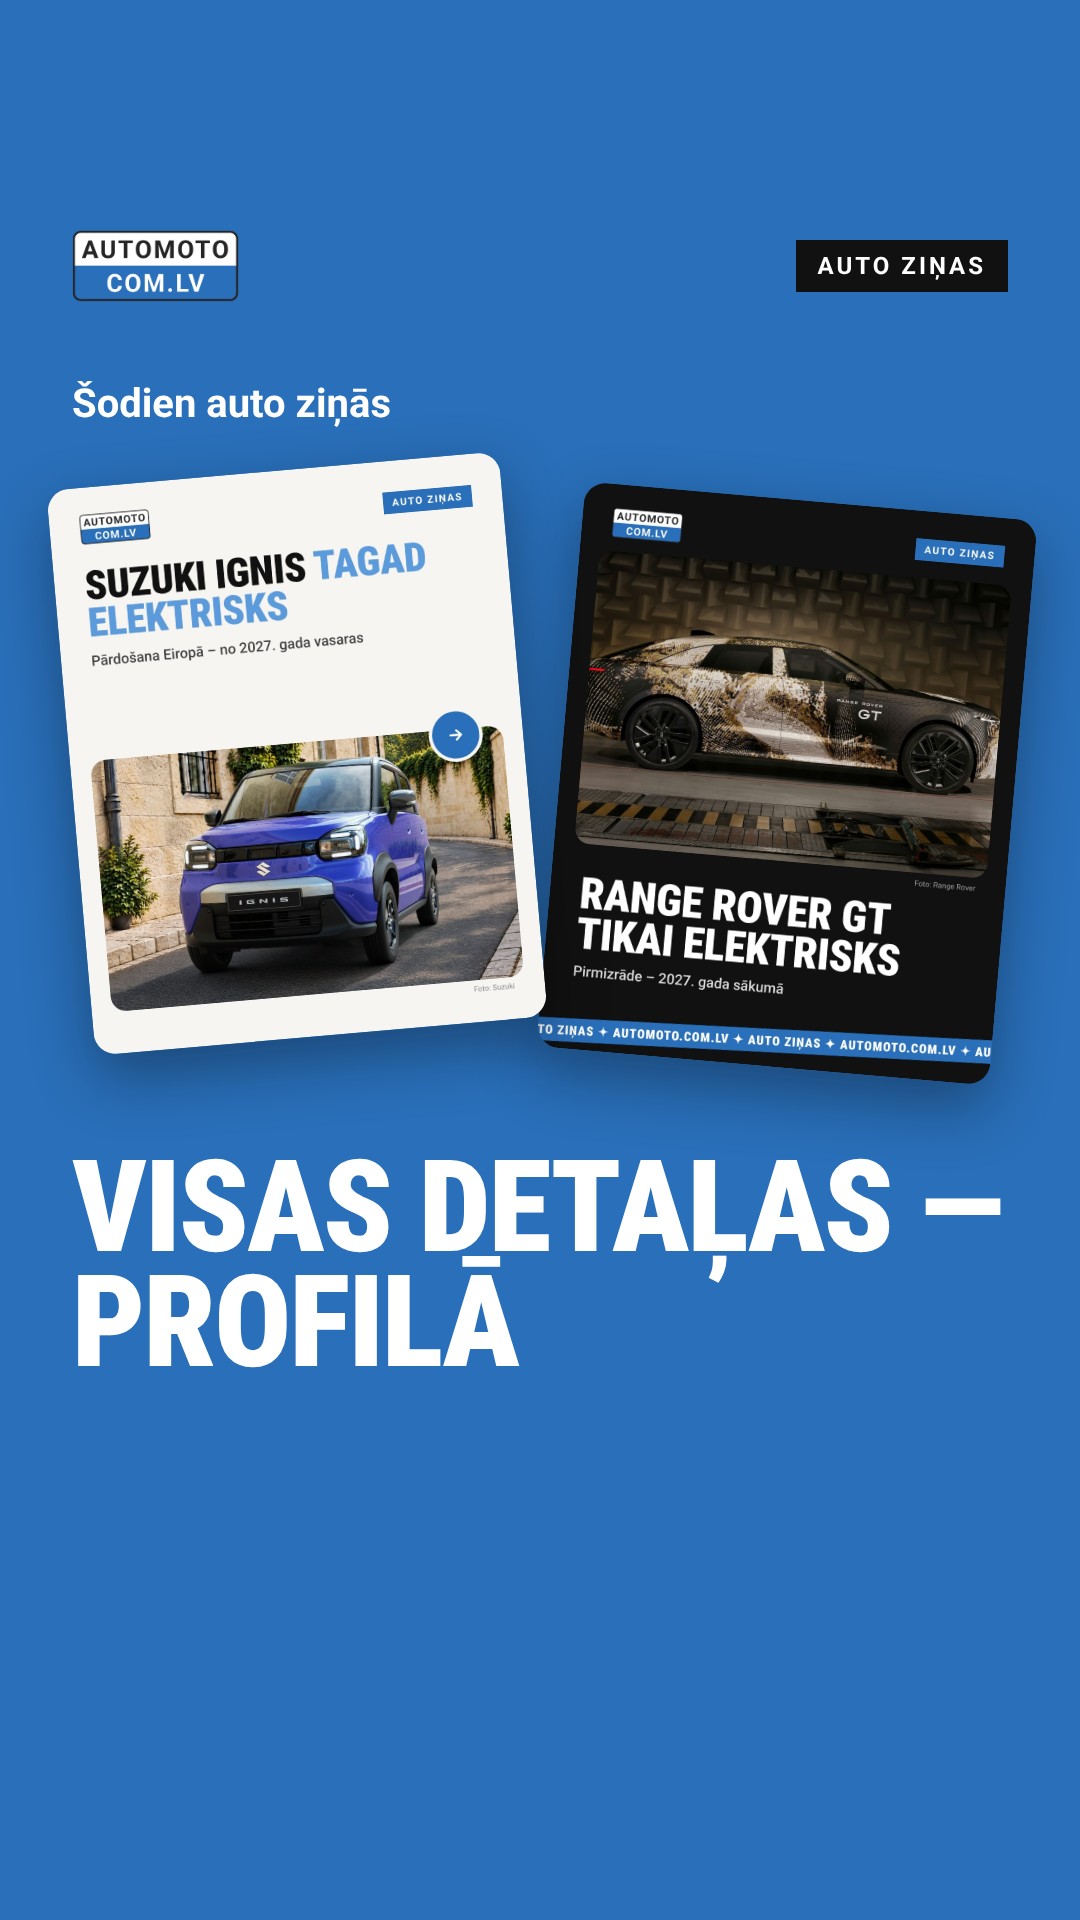 AUTOMOTO
COM.LV
AUTO ZIŅAS
Šodien auto ziņās
AUTOMOTO
COM.LV
AUTO ZIŅAS
SUZUKI IGNIS TAGAD
ELEKTRISKS
Pārdošana Eiropā – no 2027. gada vasaras
IGNIS
Foto: Suzuki
AUTOMOTO
COM.LV
AUTO ZIŅAS
RANGE ROVER
GT
Foto: Range Rover
RANGE ROVER GT
TIKAI ELEKTRISKS
Pirmizrāde – 2027. gada sākumā
TO ZIŅAS ✦ AUTOMOTO.COM.LV ✦ AUTO ZIŅAS ✦ AUTOMOTO.COM.LV ✦ AU
VISAS DETAĻAS –
PROFILĀ